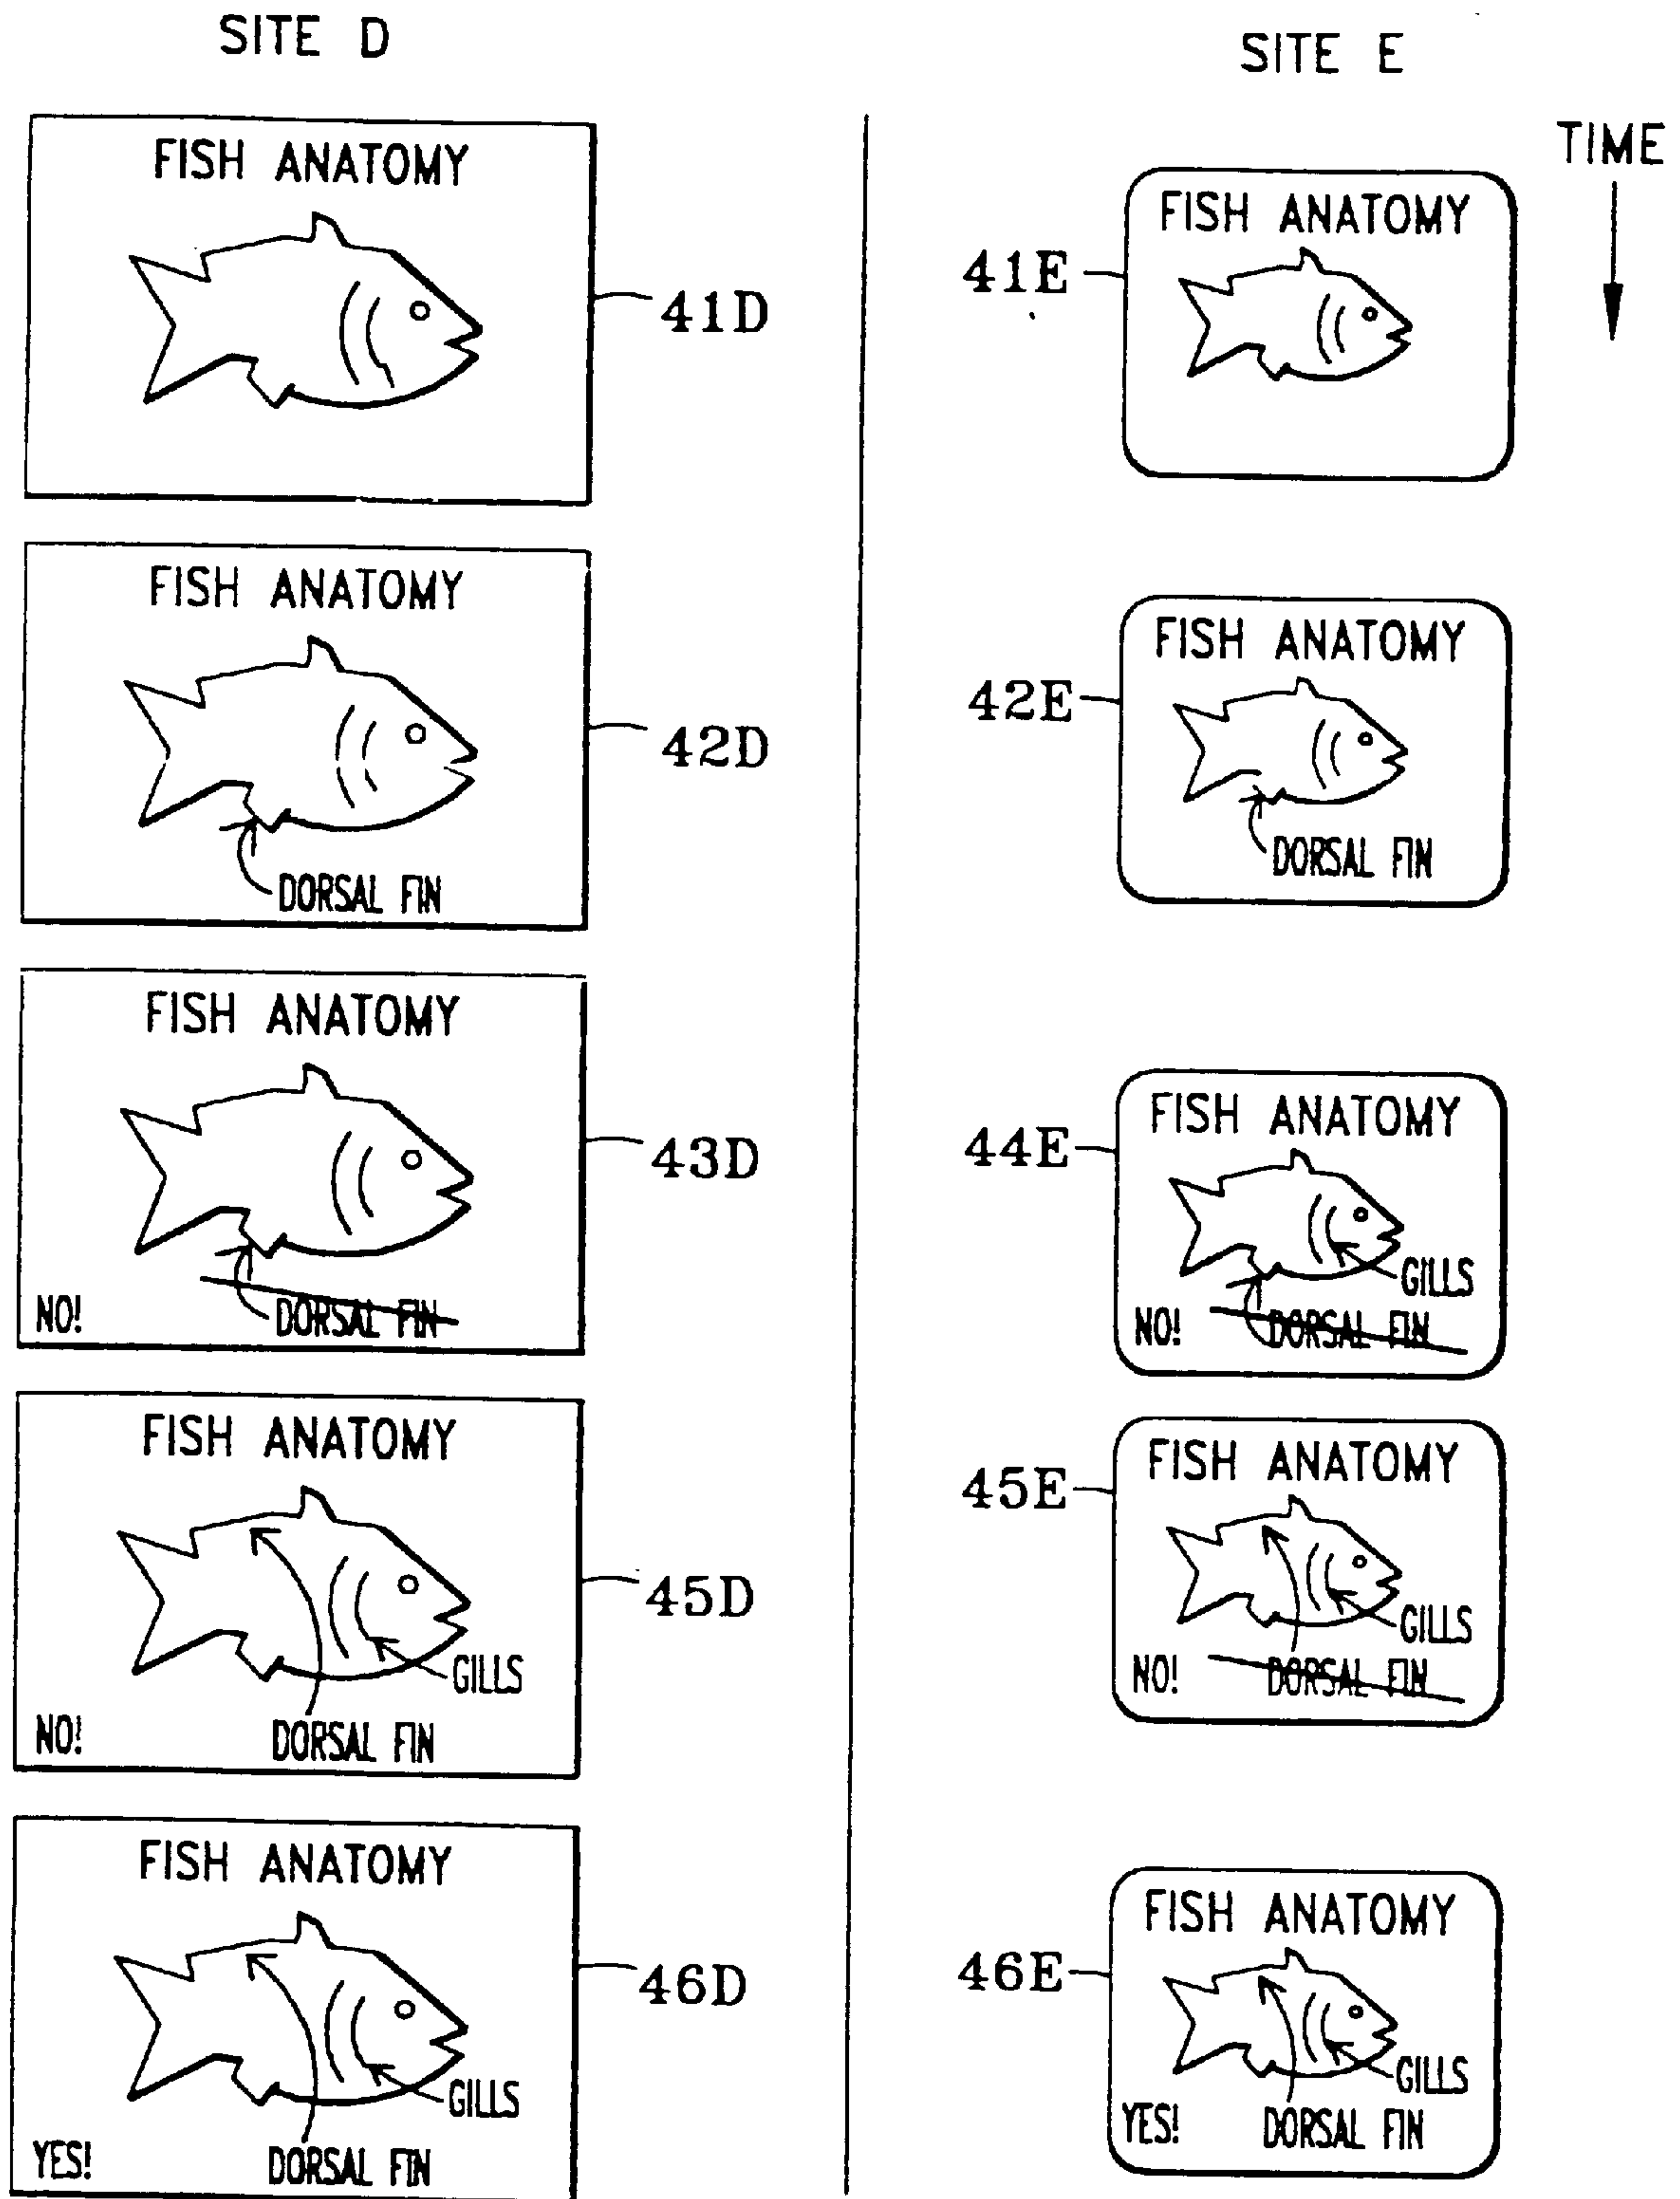 SITE D
FISH ANATOMY
41D
FISH ANATOMY
DORSAL FIN
42D
FISH ANATOMY
NO!
DORSAL FIN
43D
FISH ANATOMY
GILLS
NO!
DORSAL FIN
45D
FISH ANATOMY
GILLS
YES!
DORSAL FIN
46D
SITE E
TIME
FISH ANATOMY
41E
FISH ANATOMY
42E
DORSAL FIN
FISH ANATOMY
44E
GILLS
NO!
DORSAL FIN
FISH ANATOMY
45E
GILLS
NO!
DORSAL FIN
FISH ANATOMY
46E
GILLS
YES!
DORSAL FIN